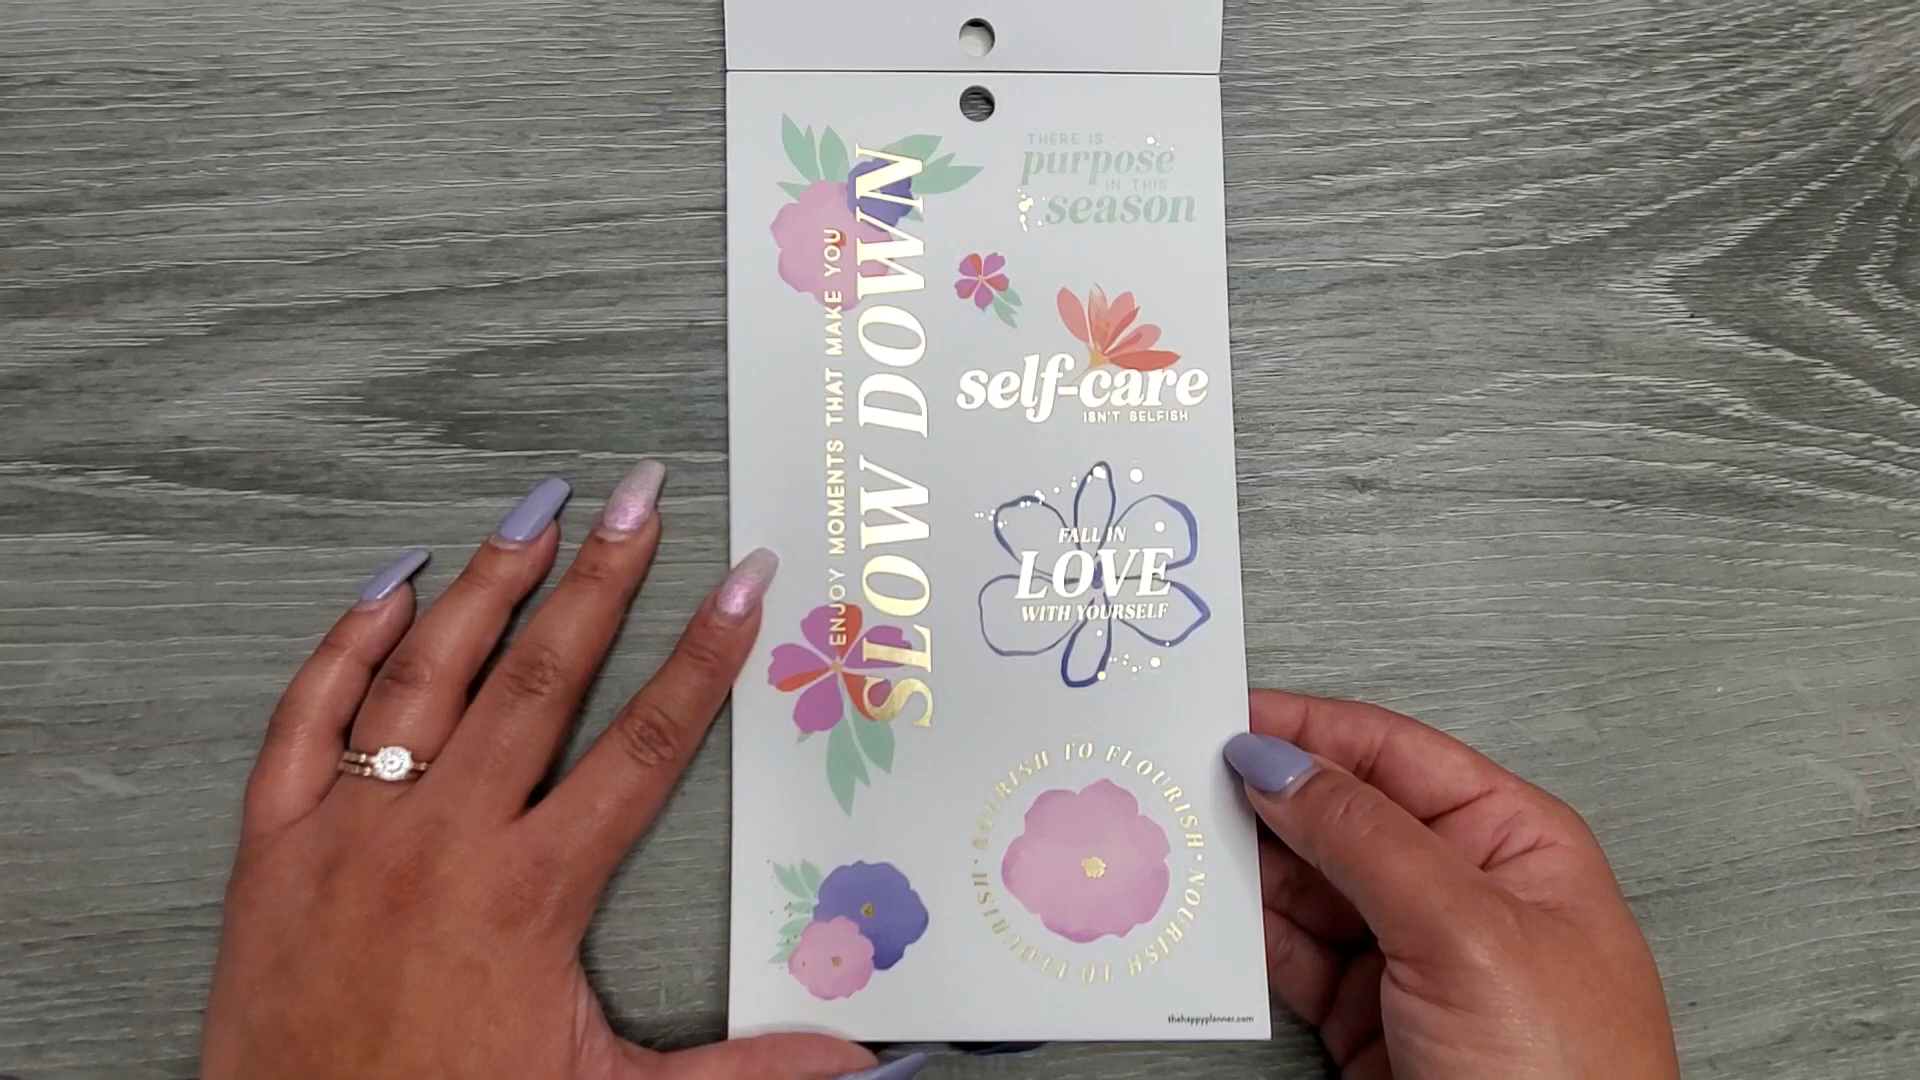 ENJOY MOMENTS THAT MAKE YOU
SLOW DOWN
THERE IS
purpose
IN THIS
season
self-care
ISN'T SELFISH
FALL IN
LOVE
WITH YOURSELF
NOURISH TO FLOURISH · NOURISH TO FLOURISH ·
thehappyplanner.com